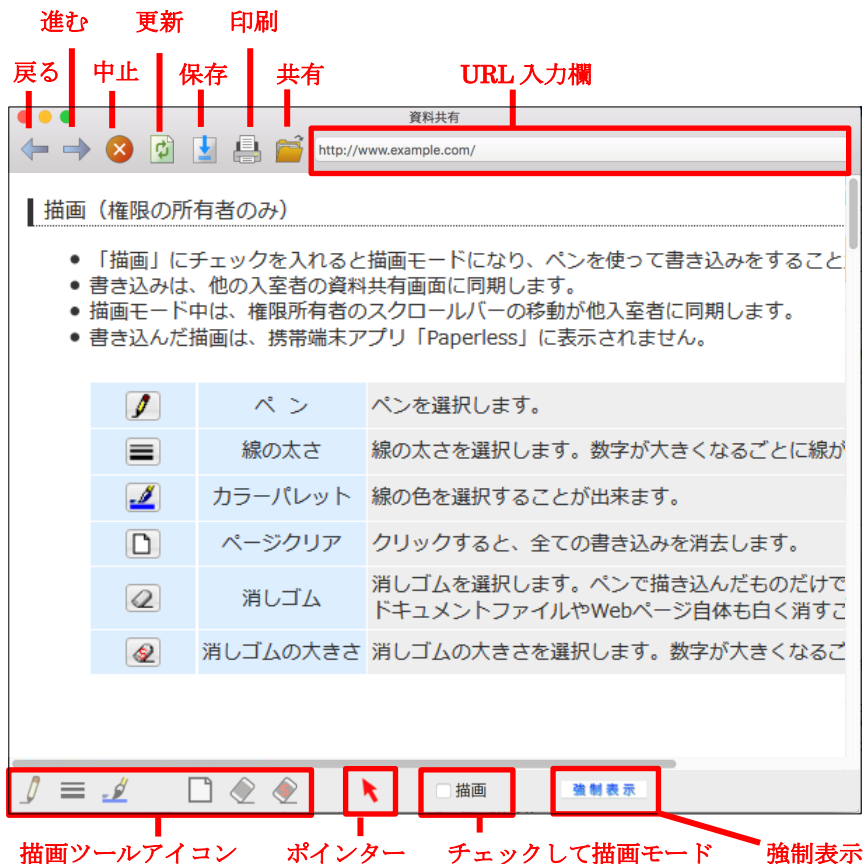 進む 更新 印刷
戻る 中止 保存 共有 URL 入力欄
資料共有
http://www.example.com/
描画（権限の所有者のみ）
• 「描画」にチェックを入れると描画モードになり、ペンを使って書き込みをすること
• 書き込みは、他の入室者の資料共有画面に同期します。
• 描画モード中は、権限所有者のスクロールバーの移動が他入室者に同期します。
• 書き込んだ描画は、携帯端末アプリ「Paperless」に表示されません。
ペン ペンを選択します。
線の太さ 線の太さを選択します。数字が大きくなるごとに線が
カラーパレット 線の色を選択することが出来ます。
ページクリア クリックすると、全ての書き込みを消去します。
消しゴム 消しゴムを選択します。ペンで描き込んだものだけで
ドキュメントファイルやWebページ自体も白く消すこ
消しゴムの大きさ 消しゴムの大きさを選択します。数字が大きくなるご
描画 強制表示
描画ツールアイコン ポインター チェックして描画モード 強制表示